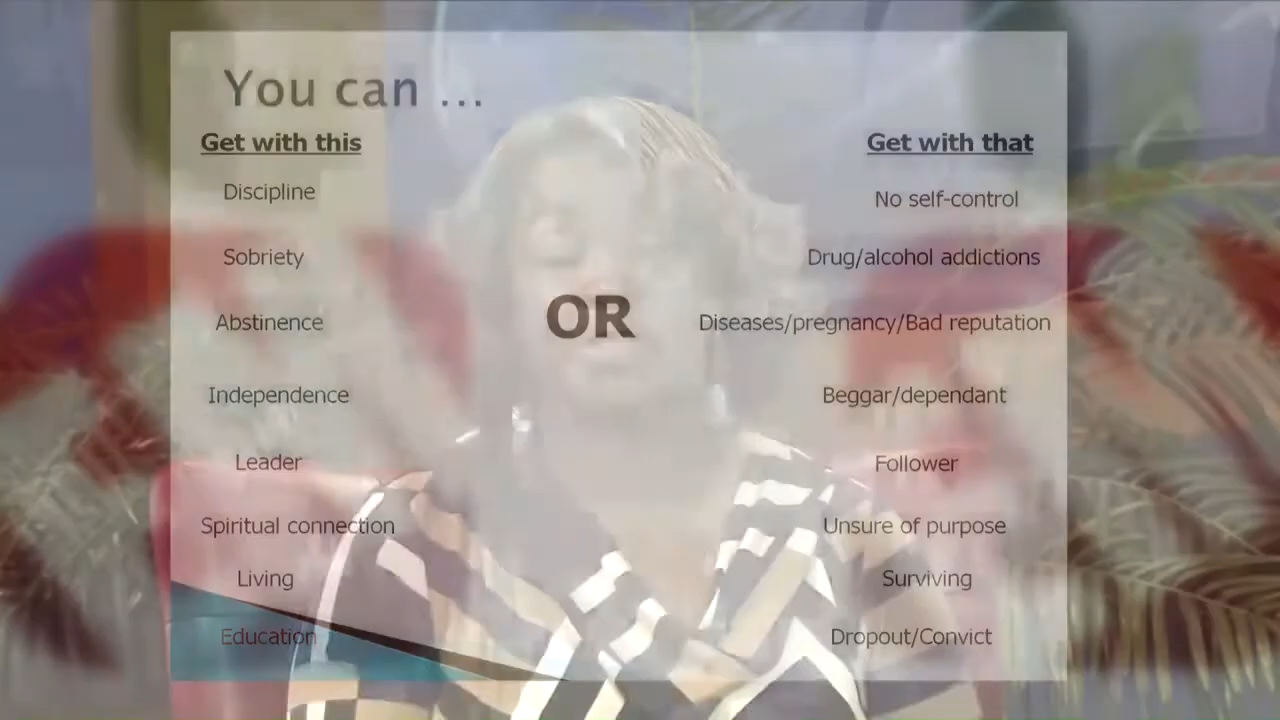 You can ...
Get with this
Get with that
Discipline
No self-control
Sobriety
Drug/alcohol addictions
Abstinence
OR
Diseases/pregnancy/Bad reputation
Independence
Beggar/dependant
Leader
Follower
Spiritual connection
Unsure of purpose
Living
Surviving
Education
Dropout/Convict